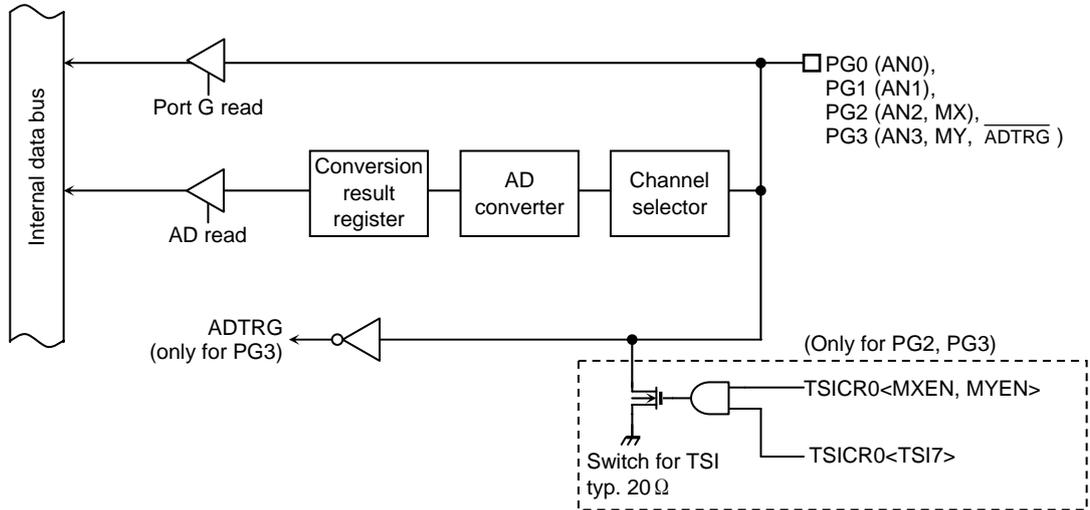 Internal data bus
Port G read
PG0 (AN0),
PG1 (AN1),
PG2 (AN2, MX),
PG3 (AN3, MY, ADTRG )
Conversion
result
register
AD
converter
Channel
selector
AD read
ADTRG
(only for PG3)
(Only for PG2, PG3)
TSICR0<MXEN, MYEN>
TSICR0<TSI7>
Switch for TSI
typ. 20 Ω